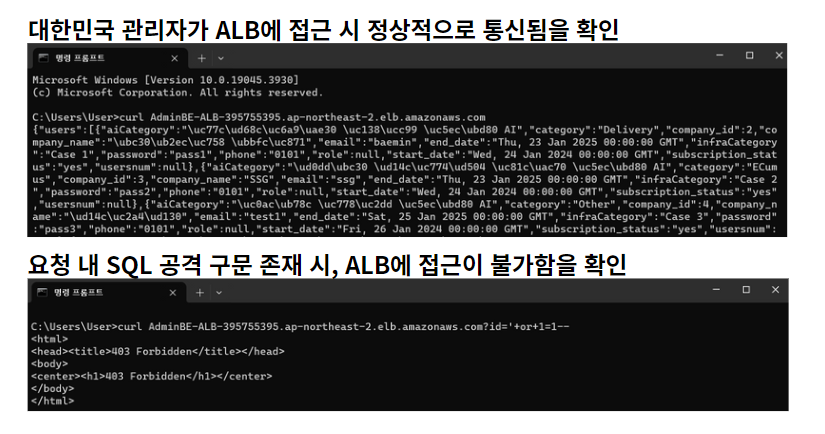 대한민국 관리자가 ALB에 접근 시 정상적으로 통신됨을 확인
명령 프롬프트
Microsoft Windows [Version 10.0.19045.3930]
(c) Microsoft Corporation. All rights reserved.
C:\Users\User>curl AdminBE-ALB-395755395.ap-northeast-2.elb.amazonaws.com
{"users":[{"aiCategory":"\uc77c\ud68c\uc6a9\uae30 \uc138\ucc99 \uc5ec\ubd80 AI","category":"Delivery","company_id":2,"co
mpany_name":"\ubc30\ub2ec\uc758 \ubbfc\uc871","email":"baemin","end_date":"Thu, 23 Jan 2025 00:00:00 GMT","infraCategory
":"Case 1","password":"pass1","phone":"0101","role":null,"start_date":"Wed, 24 Jan 2024 00:00:00 GMT","subscription_stat
us":"yes","usersnum":null},{"aiCategory":"\ud0dd\ubc30 \ud14c\uc774\ud504 \uc81c\uac70 \uc5ec\ubd80 AI","category":"ECum
us","company_id":3,"company_name":"SSG","email":"ssg","end_date":"Thu, 23 Jan 2025 00:00:00 GMT","infraCategory":"Case 2
","password":"pass2","phone":"0101","role":null,"start_date":"Wed, 24 Jan 2024 00:00:00 GMT","subscription_status":"yes"
,"usersnum":null},{"aiCategory":"\uc0ac\ub78c \uc778\uc2dd \uc5ec\ubd80 AI","category":"Other","company_id":4,"company_n
ame":"\ud14c\uc2a4\ud130","email":"test1","end_date":"Sat, 25 Jan 2025 00:00:00 GMT","infraCategory":"Case 3","password"
:"pass3","phone":"0101","role":null,"start_date":"Fri, 26 Jan 2024 00:00:00 GMT","subscription_status":"yes","usersnum":
요청 내 SQL 공격 구문 존재 시, ALB에 접근이 불가함을 확인
명령 프롬프트
C:\Users\User>curl AdminBE-ALB-395755395.ap-northeast-2.elb.amazonaws.com?id='+or+1=1--
<html>
<head><title>403 Forbidden</title></head>
<body>
<center><h1>403 Forbidden</h1></center>
</body>
</html>